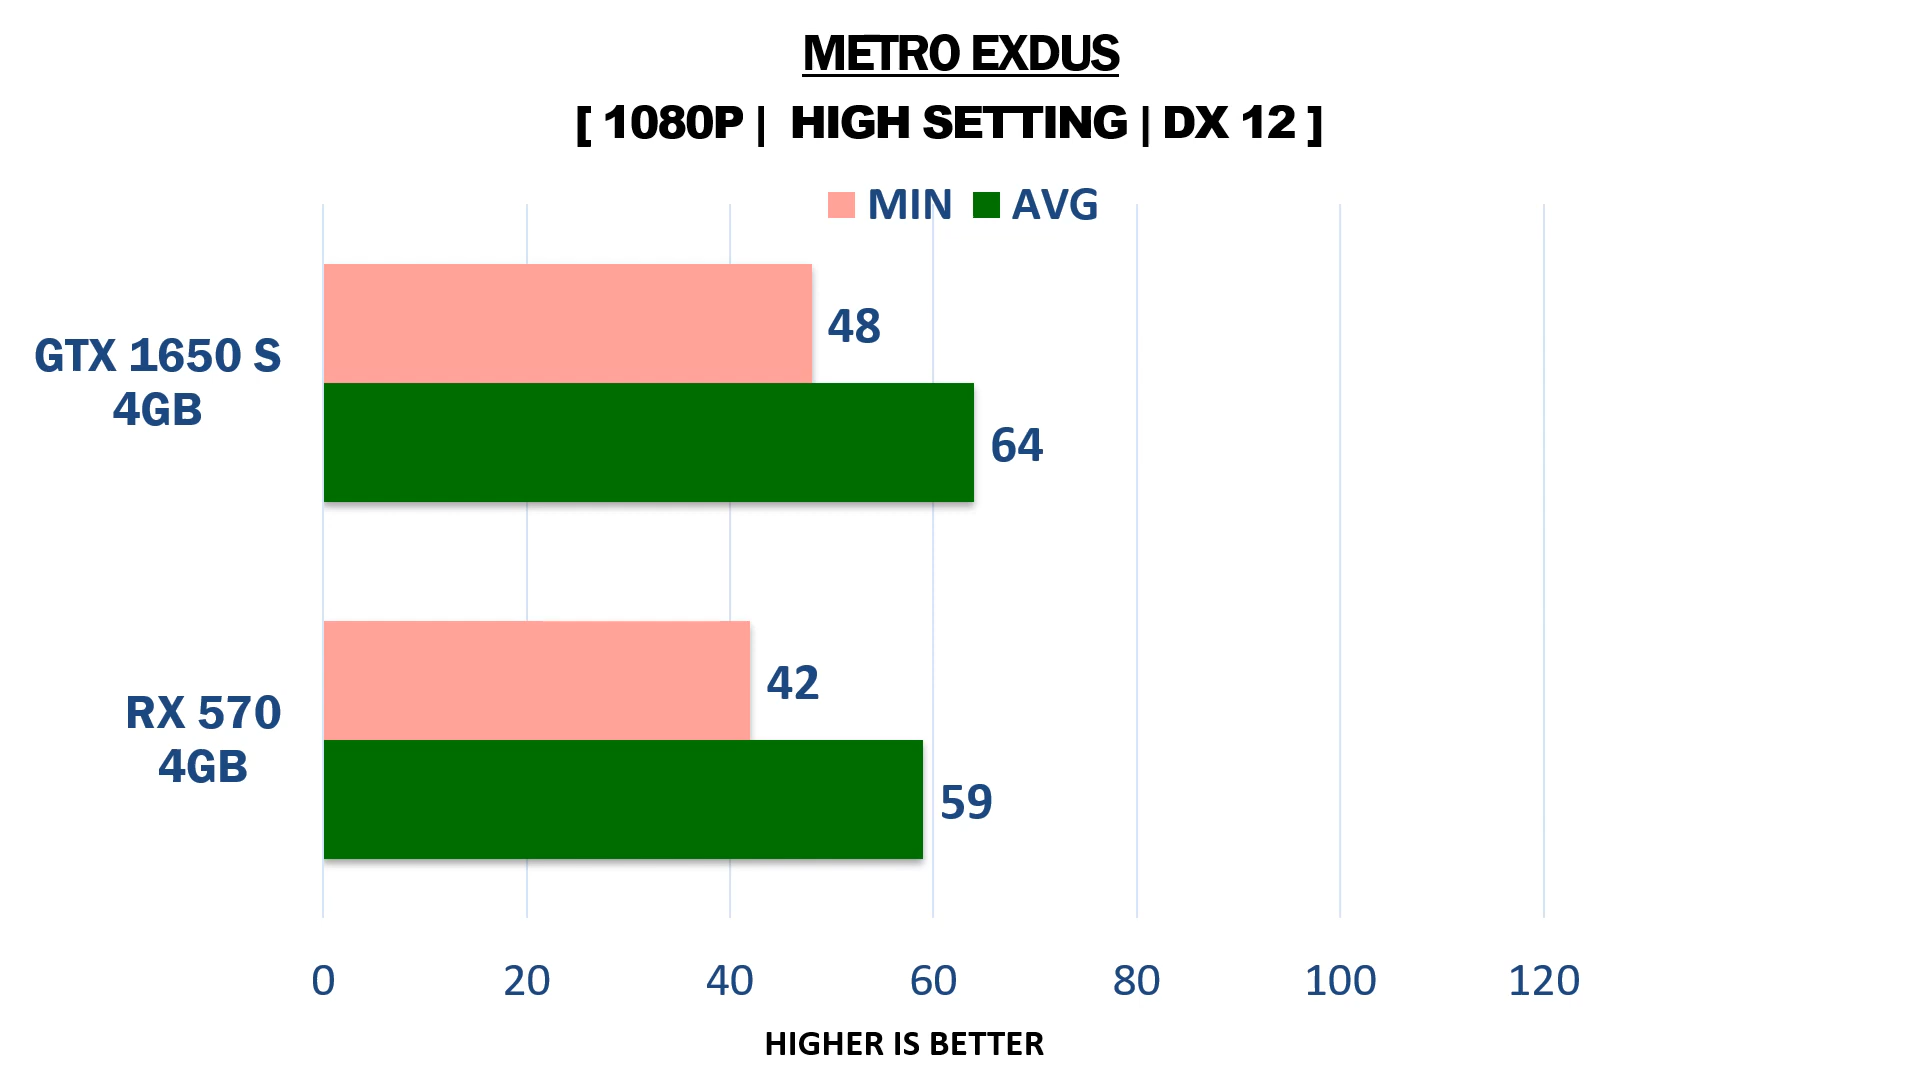 METRO EXDUS
[ 1080P | HIGH SETTING | DX 12 ]
MIN AVG
GTX 1650 S
4GB
48
64
RX 570
4GB
42
59
0 20 40 60 80 100 120
HIGHER IS BETTER